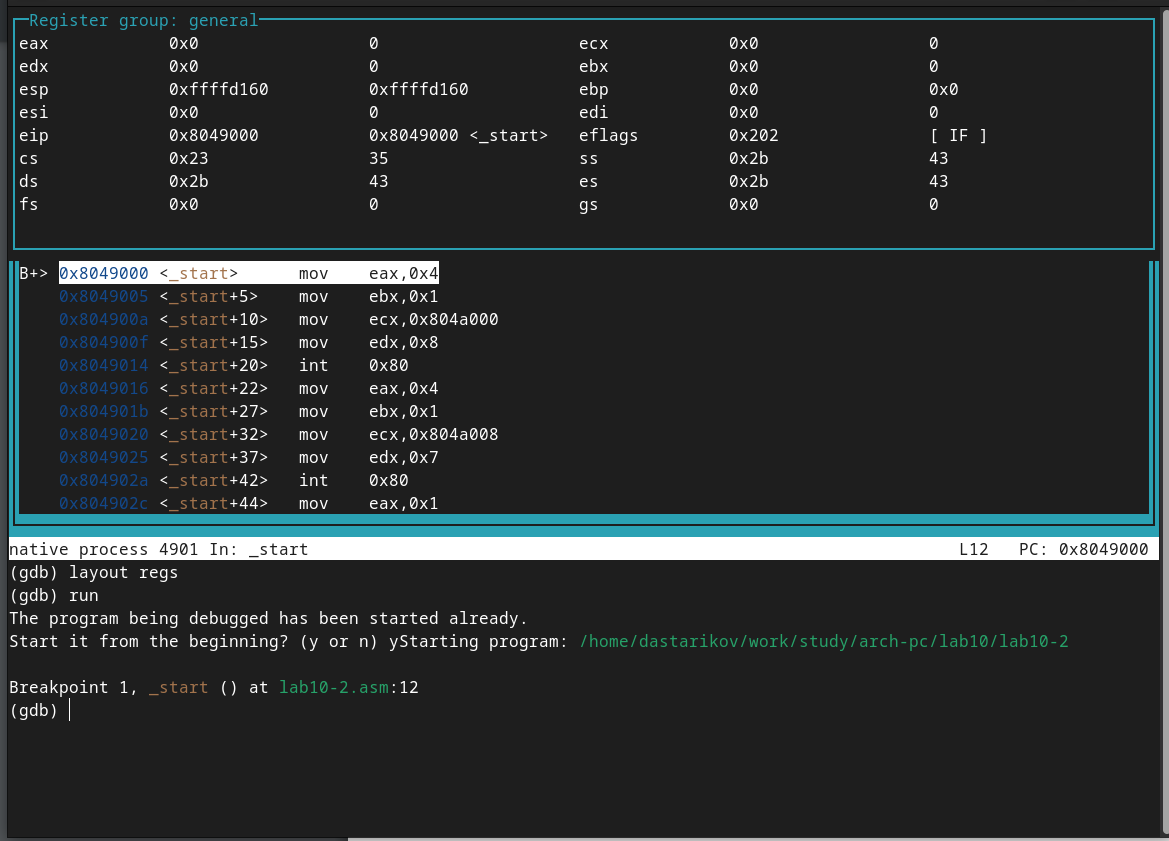 Register group: general
eax 0x0 0 ecx 0x0 0
edx 0x0 0 ebx 0x0 0
esp 0xffffd160 0xffffd160 ebp 0x0 0x0
esi 0x0 0 edi 0x0 0
eip 0x8049000 0x8049000 <_start> eflags 0x202 [ IF ]
cs 0x23 35 ss 0x2b 43
ds 0x2b 43 es 0x2b 43
fs 0x0 0 gs 0x0 0
B+> 0x8049000 <_start> mov eax,0x4
0x8049005 <_start+5> mov ebx,0x1
0x804900a <_start+10> mov ecx,0x804a000
0x804900f <_start+15> mov edx,0x8
0x8049014 <_start+20> int 0x80
0x8049016 <_start+22> mov eax,0x4
0x804901b <_start+27> mov ebx,0x1
0x8049020 <_start+32> mov ecx,0x804a008
0x8049025 <_start+37> mov edx,0x7
0x804902a <_start+42> int 0x80
0x804902c <_start+44> mov eax,0x1
native process 4901 In: _start L12 PC: 0x8049000
(gdb) layout regs
(gdb) run
The program being debugged has been started already.
Start it from the beginning? (y or n) yStarting program: /home/dastarikov/work/study/arch-pc/lab10/lab10-2
Breakpoint 1, _start () at lab10-2.asm:12
(gdb)